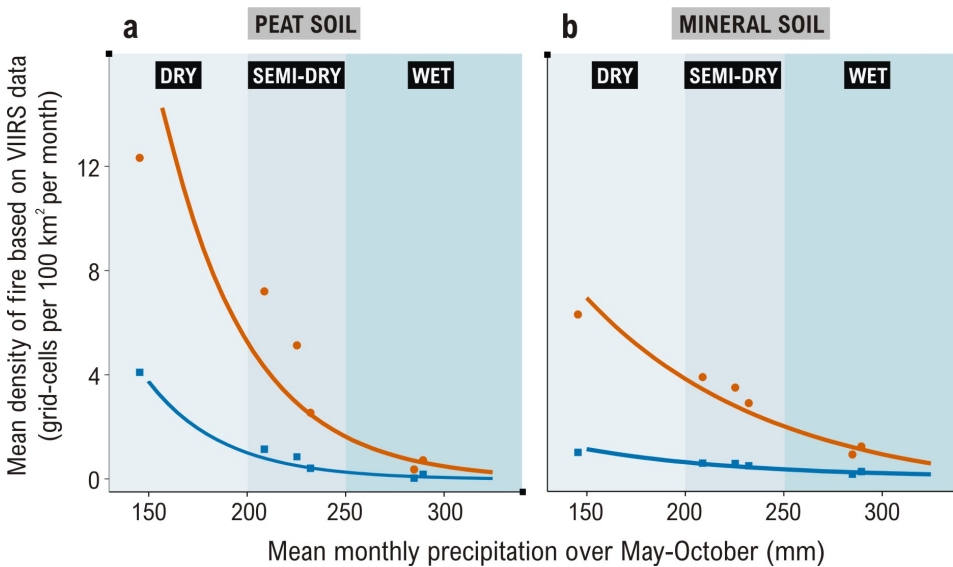 a PEAT SOIL
b MINERAL SOIL
DRY SEMI-DRY WET
DRY SEMI-DRY WET
Mean density of fire based on VIIRS data
(grid-cells per 100 km² per month)
12
8
4
0
150 200 250 300
150 200 250 300
Mean monthly precipitation over May-October (mm)